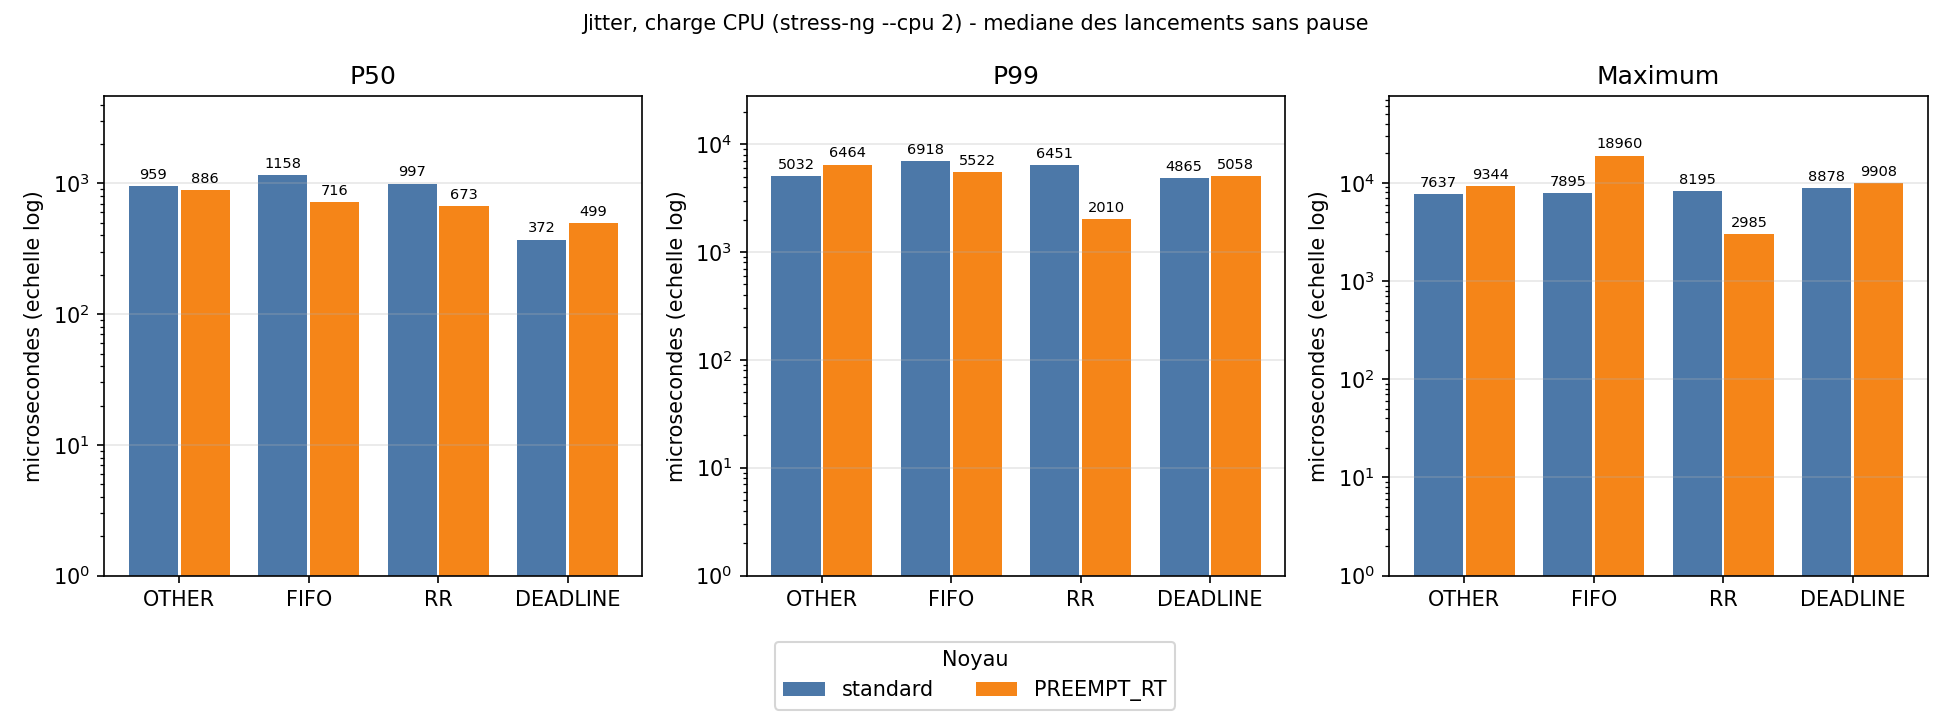 Jitter, charge CPU (stress-ng --cpu 2) - mediane des lancements sans pause
P50
microsecondes (echelle log)
10³
10²
10¹
10⁰
959
886
1158
716
997
673
372
499
OTHER
FIFO
RR
DEADLINE
P99
microsecondes (echelle log)
10⁴
10³
10²
10¹
10⁰
5032
6464
6918
5522
6451
2010
4865
5058
OTHER
FIFO
RR
DEADLINE
Maximum
microsecondes (echelle log)
10⁴
10³
10²
10¹
10⁰
7637
9344
7895
18960
8195
2985
8878
9908
OTHER
FIFO
RR
DEADLINE
Noyau
standard
PREEMPT_RT